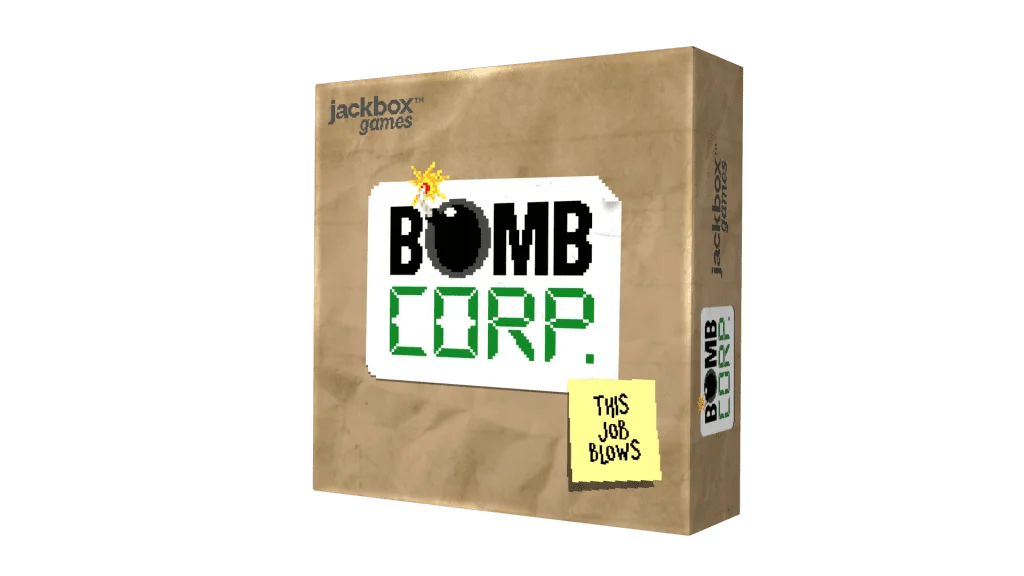 jackbox™
games
BOMB
CORP.
THIS
JOB
BLOWS
jackbox™
games
BOMB
CORP.